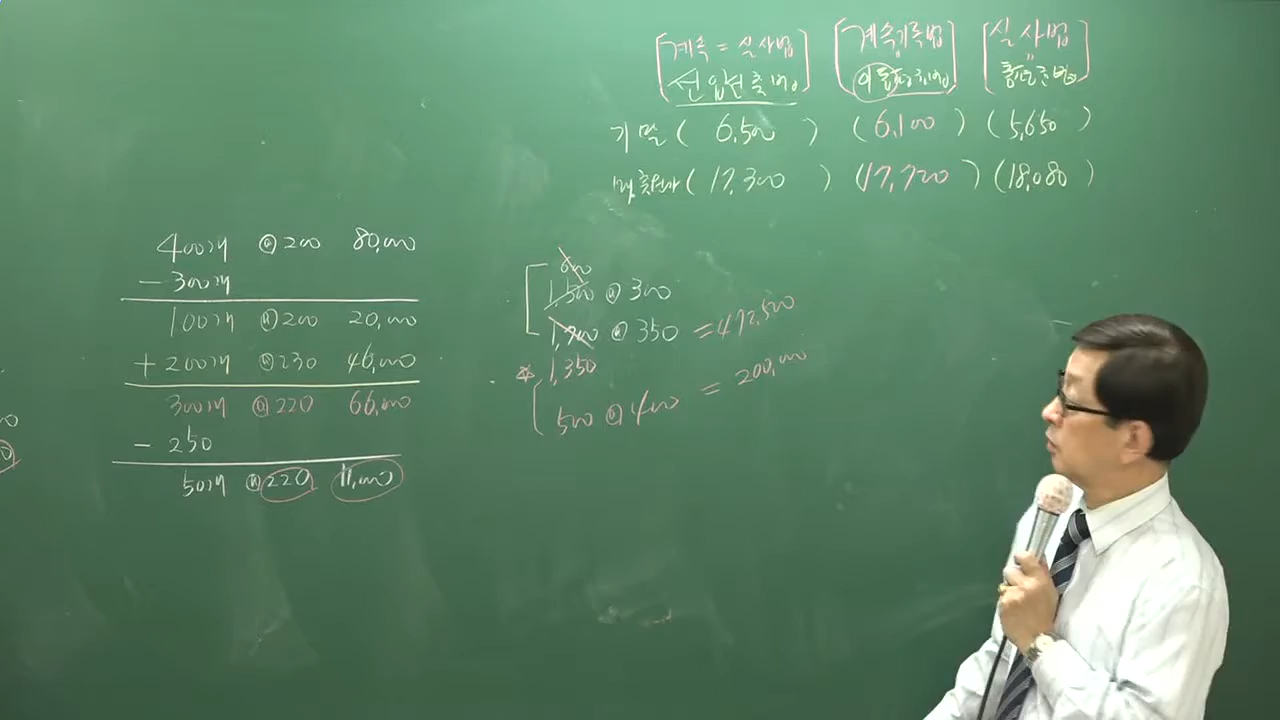 [계속 = 실사법] [계속기록법] [실사법]
선입선출법 이동평균법 " 총평균법
기말 ( 6,500 ) ( 6,100 ) ( 5,650 )
매출원가 ( 17,300 ) ( 17,720 ) ( 18,080 )
400개 @200 80,000
- 300개
100개 @200 20,000
+ 200개 @230 46,000
300개 @220 66,000
- 250
50개 @220 11,000
1,500 @ 300
@ 350 = 472,500
* 1,350
500 @ 400 = 200,000